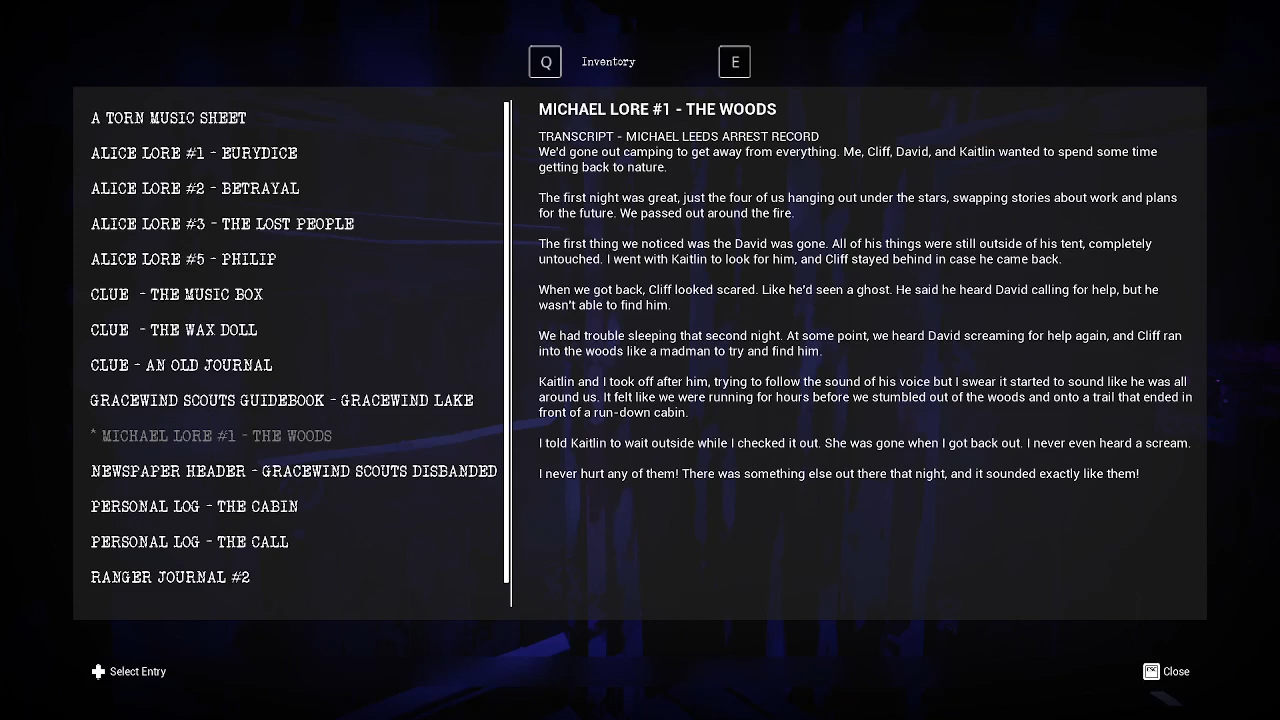 Q Inventory E
A TORN MUSIC SHEET
ALICE LORE #1 - EURYDICE
ALICE LORE #2 - BETRAYAL
ALICE LORE #3 - THE LOST PEOPLE
ALICE LORE #5 - PHILIP
CLUE - THE MUSIC BOX
CLUE - THE WAX DOLL
CLUE - AN OLD JOURNAL
GRACEWIND SCOUTS GUIDEBOOK - GRACEWIND LAKE
* MICHAEL LORE #1 - THE WOODS
NEWSPAPER HEADER - GRACEWIND SCOUTS DISBANDED
PERSONAL LOG - THE CABIN
PERSONAL LOG - THE CALL
RANGER JOURNAL #2
MICHAEL LORE #1 - THE WOODS
TRANSCRIPT - MICHAEL LEEDS ARREST RECORD
We'd gone out camping to get away from everything. Me, Cliff, David, and Kaitlin wanted to spend some time
getting back to nature.
The first night was great, just the four of us hanging out under the stars, swapping stories about work and plans
for the future. We passed out around the fire.
The first thing we noticed was the David was gone. All of his things were still outside of his tent, completely
untouched. I went with Kaitlin to look for him, and Cliff stayed behind in case he came back.
When we got back, Cliff looked scared. Like he'd seen a ghost. He said he heard David calling for help, but he
wasn't able to find him.
We had trouble sleeping that second night. At some point, we heard David screaming for help again, and Cliff ran
into the woods like a madman to try and find him.
Kaitlin and I took off after him, trying to follow the sound of his voice but I swear it started to sound like he was all
around us. It felt like we were running for hours before we stumbled out of the woods and onto a trail that ended in
front of a run-down cabin.
I told Kaitlin to wait outside while I checked it out. She was gone when I got back out. I never even heard a scream.
I never hurt any of them! There was something else out there that night, and it sounded exactly like them!
Select Entry
ESC Close